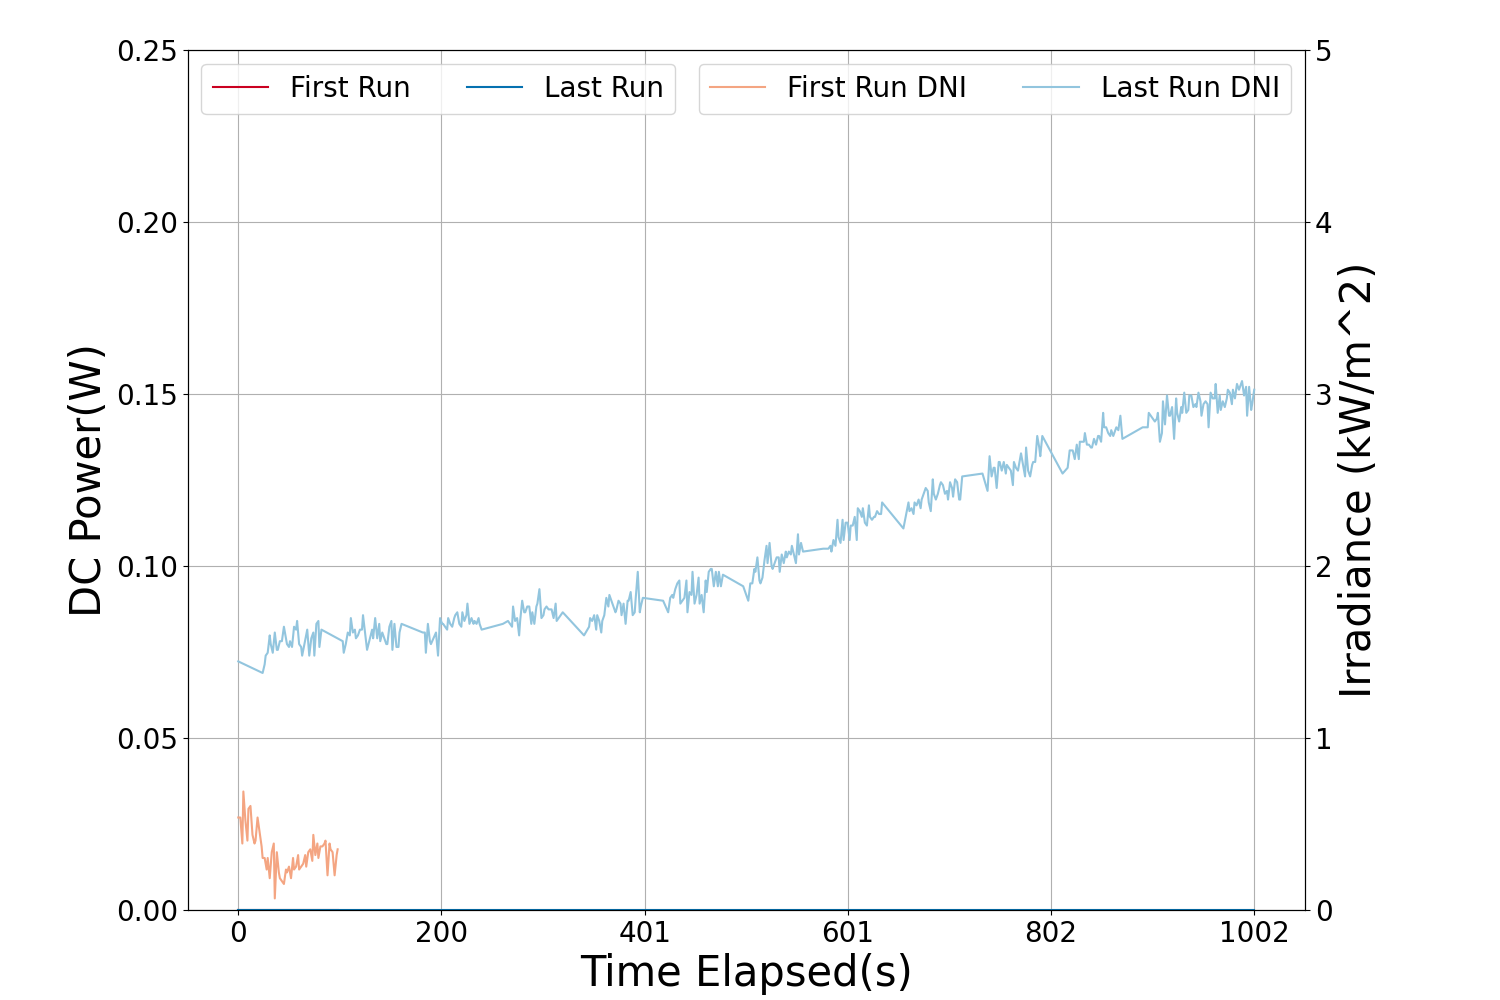 First Run
Last Run
First Run DNI
Last Run DNI
0.25
0.20
0.15
0.10
0.05
0.00
DC Power(W)
5
4
3
2
1
0
Irradiance (kW/m^2)
0
200
401
601
802
1002
Time Elapsed(s)